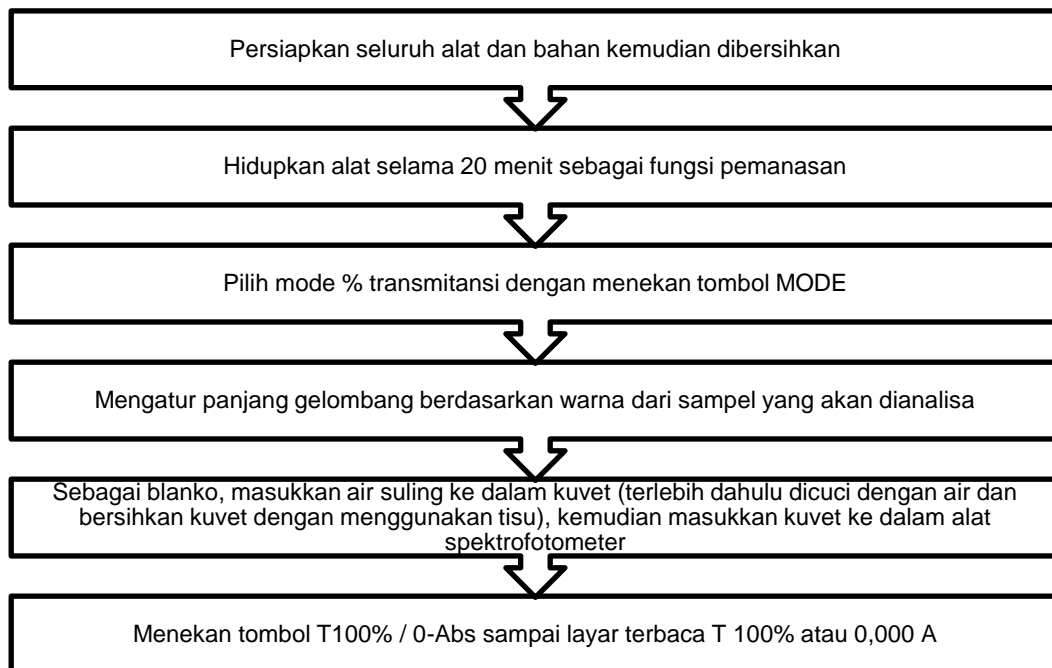 Persiapkan seluruh alat dan bahan kemudian dibersihkan
Hidupkan alat selama 20 menit sebagai fungsi pemanasan
Pilih mode % transmitansi dengan menekan tombol MODE
Mengatur panjang gelombang berdasarkan warna dari sampel yang akan dianalisa
Sebagai blanko, masukkan air suling ke dalam kuvet (terlebih dahulu dicuci dengan air dan
bersihkan kuvet dengan menggunakan tisu), kemudian masukkan kuvet ke dalam alat
spektrofotometer
Menekan tombol T100% / 0-Abs sampai layar terbaca T 100% atau 0,000 A